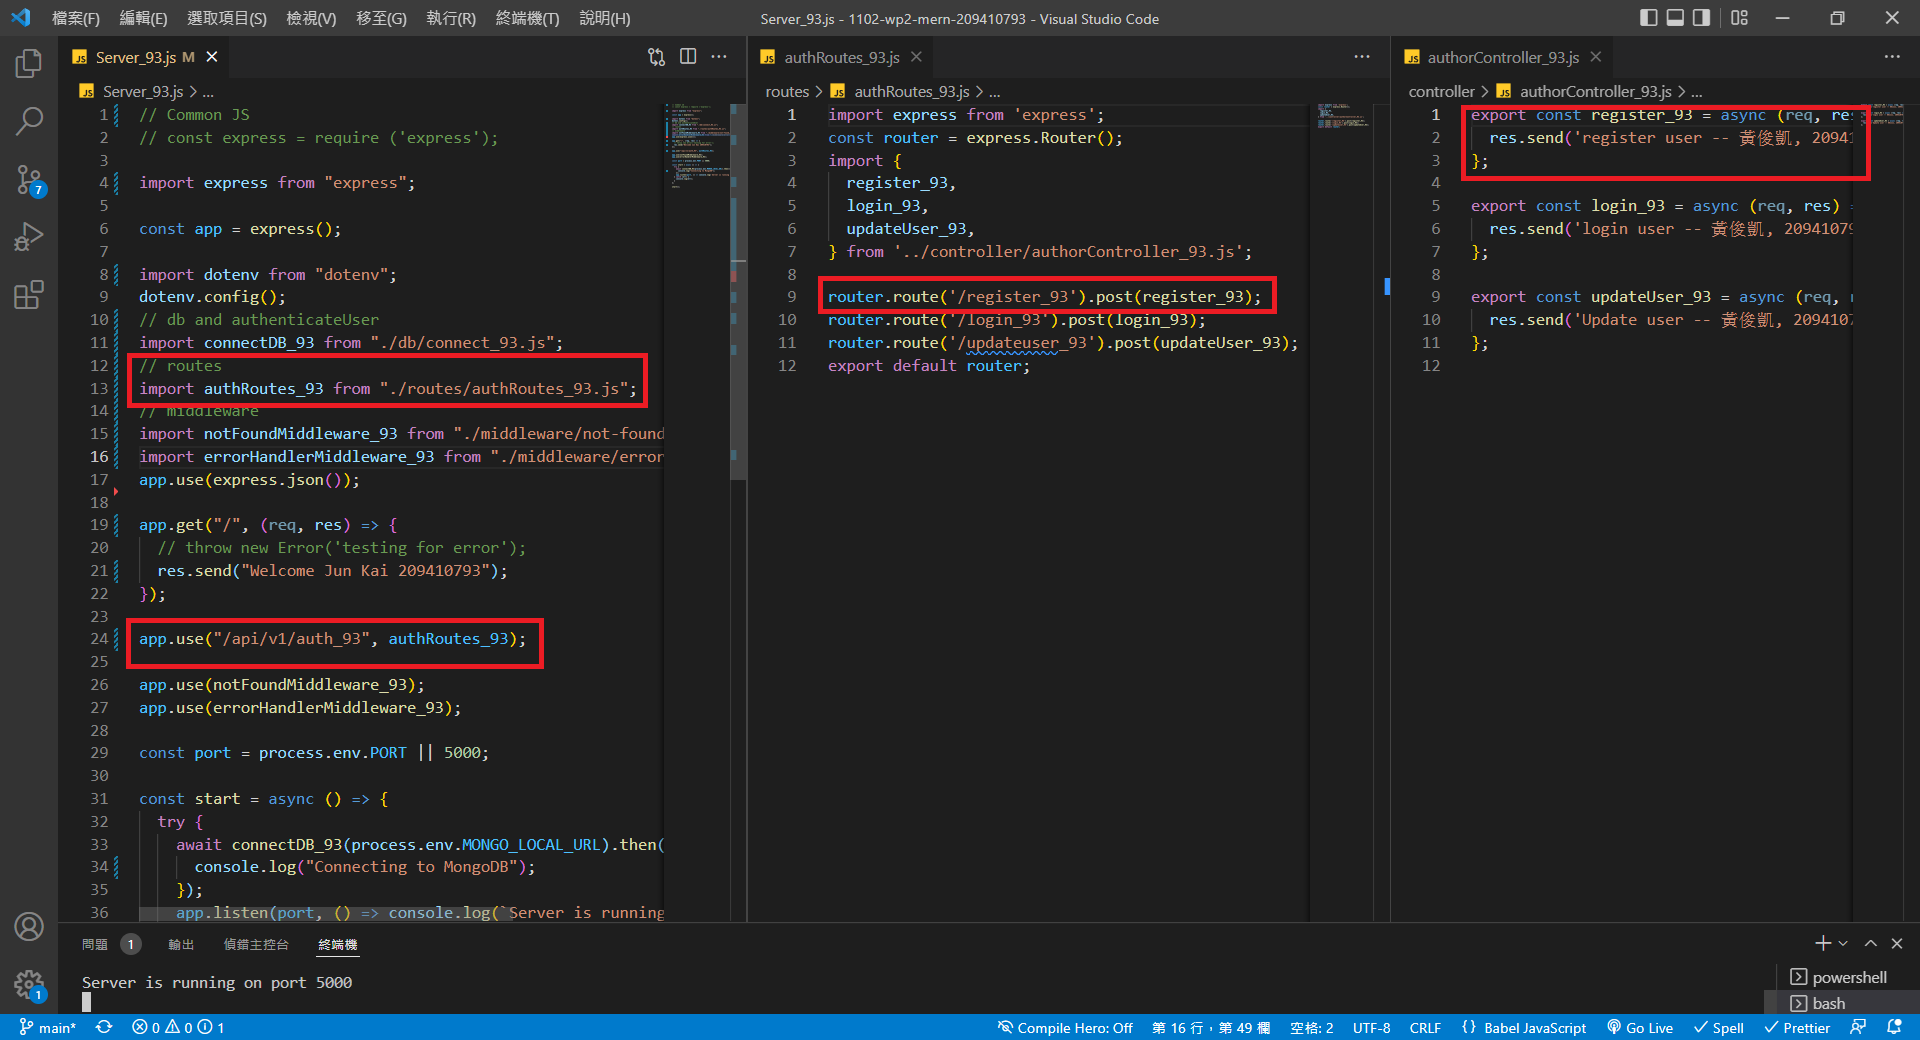 檔案(F) 編輯(E) 選取項目(S) 檢視(V) 移至(G) 執行(R) 終端機(T) 說明(H)
Server_93.js - 1102-wp2-mern-209410793 - Visual Studio Code
Server_93.js M
Server_93.js > ...
1 // Common JS
2 // const express = require ('express');
3
4 import express from "express";
5
6 const app = express();
7
8 import dotenv from "dotenv";
9 dotenv.config();
10 // db and authenticateUser
11 import connectDB_93 from "./db/connect_93.js";
12 // routes
13 import authRoutes_93 from "./routes/authRoutes_93.js";
14 // middleware
15 import notFoundMiddleware_93 from "./middleware/not-found
16 import errorHandlerMiddleware_93 from "./middleware/error
17 app.use(express.json());
18
19 app.get("/", (req, res) => {
20 // throw new Error('testing for error');
21 res.send("Welcome Jun Kai 209410793");
22 });
23
24 app.use("/api/v1/auth_93", authRoutes_93);
25
26 app.use(notFoundMiddleware_93);
27 app.use(errorHandlerMiddleware_93);
28
29 const port = process.env.PORT || 5000;
30
31 const start = async () => {
32 try {
33 await connectDB_93(process.env.MONGO_LOCAL_URL).then(
34 console.log("Connecting to MongoDB");
35 });
36 app.listen(port, () => console.log(`Server is running
authRoutes_93.js
routes > authRoutes_93.js > ...
1 import express from 'express';
2 const router = express.Router();
3 import {
4 register_93,
5 login_93,
6 updateUser_93,
7 } from '../controller/authorController_93.js';
8
9 router.route('/register_93').post(register_93);
10 router.route('/login_93').post(login_93);
11 router.route('/updateuser_93').post(updateUser_93);
12 export default router;
authorController_93.js
controller > authorController_93.js > ...
1 export const register_93 = async (req, res
2 res.send('register user -- 黃俊凱, 20941
3 };
4
5 export const login_93 = async (req, res) =
6 res.send('login user -- 黃俊凱, 2094107
7 };
8
9 export const updateUser_93 = async (req, r
10 res.send('Update user -- 黃俊凱, 209410
11 };
12
問題 1 輸出 偵錯主控台 終端機
Server is running on port 5000
powershell
bash
7
1
main* 0 0 1 Compile Hero: Off 第 16 行，第 49 欄 空格: 2 UTF-8 CRLF {} Babel JavaScript Go Live Spell Prettier